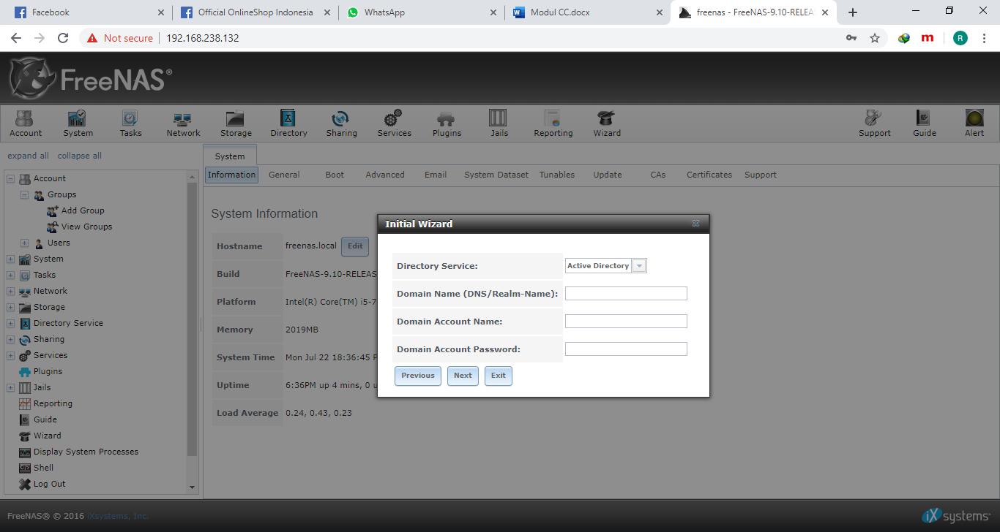 Facebook
Official OnlineShop Indonesia
WhatsApp
Modul CC.docx
freenas - FreeNAS-9.10-RELEA
Not secure
192.168.238.132
R
FreeNAS®
Account
System
Tasks
Network
Storage
Directory
Sharing
Services
Plugins
Jails
Reporting
Wizard
Support
Guide
Alert
expand all collapse all
Account
Groups
Add Group
View Groups
Users
System
Tasks
Network
Storage
Directory Service
Sharing
Services
Plugins
Jails
Reporting
Guide
Wizard
Display System Processes
Shell
Log Out
System
Information General Boot Advanced Email System Dataset Tunables Update CAs Certificates Support
System Information
Hostname freenas.local Edit
Build FreeNAS-9.10-RELEAS
Platform Intel(R) Core(TM) i5-7
Memory 2019MB
System Time Mon Jul 22 18:36:45 P
Uptime 6:36PM up 4 mins, 0 u
Load Average 0.24, 0.43, 0.23
Initial Wizard
Directory Service: Active Directory
Domain Name (DNS/Realm-Name):
Domain Account Name:
Domain Account Password:
Previous Next Exit
FreeNAS® © 2016 iXsystems, Inc.
iXsystems